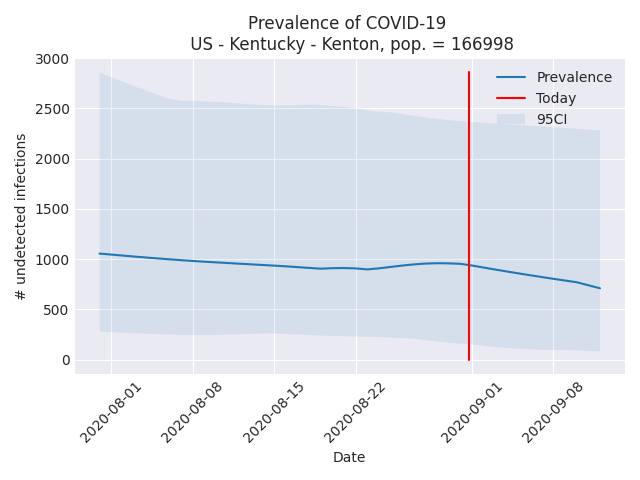 Prevalence of COVID-19
US - Kentucky - Kenton, pop. = 166998
3000
2500
2000
1500
1000
500
0
# undetected infections
Prevalence
Today
95CI
2020-08-01
2020-08-08
2020-08-15
2020-08-22
2020-09-01
2020-09-08
Date